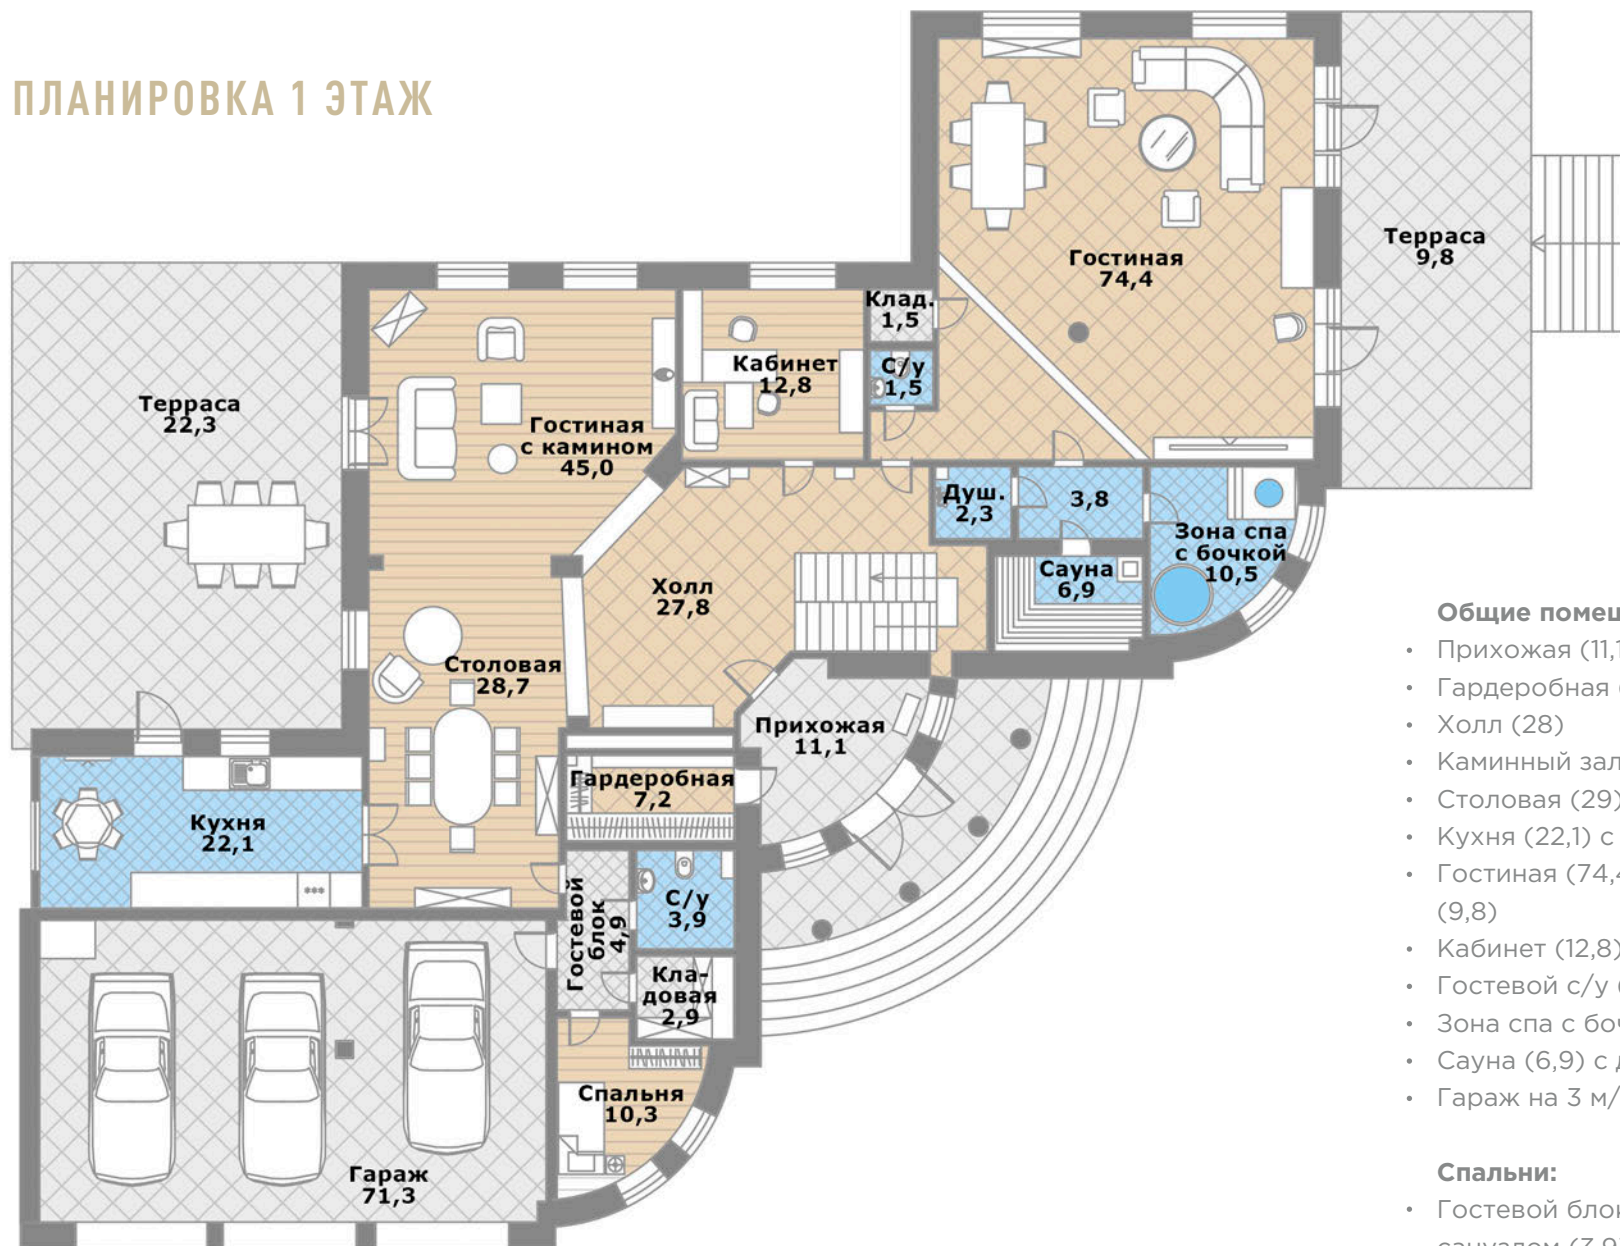 ПЛАНИРОВКА 1 ЭТАЖ
Терраса
22,3
Гостиная
с камином
45,0
Кабинет
12,8
Клад.
1,5
С/у
1,5
Гостиная
74,4
Терраса
9,8
Душ.
2,3
3,8
Зона спа
с бочкой
10,5
Сауна
6,9
Холл
27,8
Столовая
28,7
Прихожая
11,1
Гардеробная
7,2
Кухня
22,1
Гостевой
блок
4,9
С/у
3,9
Кла-
довая
2,9
Спальня
10,3
Гараж
71,3
Общие помещ
• Прихожая (11,1
• Гардеробная (
• Холл (28)
• Каминный зал
• Столовая (29)
• Кухня (22,1) с
• Гостиная (74,4
(9,8)
• Кабинет (12,8)
• Гостевой с/у (
• Зона спа с боч
• Сауна (6,9) с д
• Гараж на 3 м/
Спальни:
• Гостевой блок
санузлом (3,9